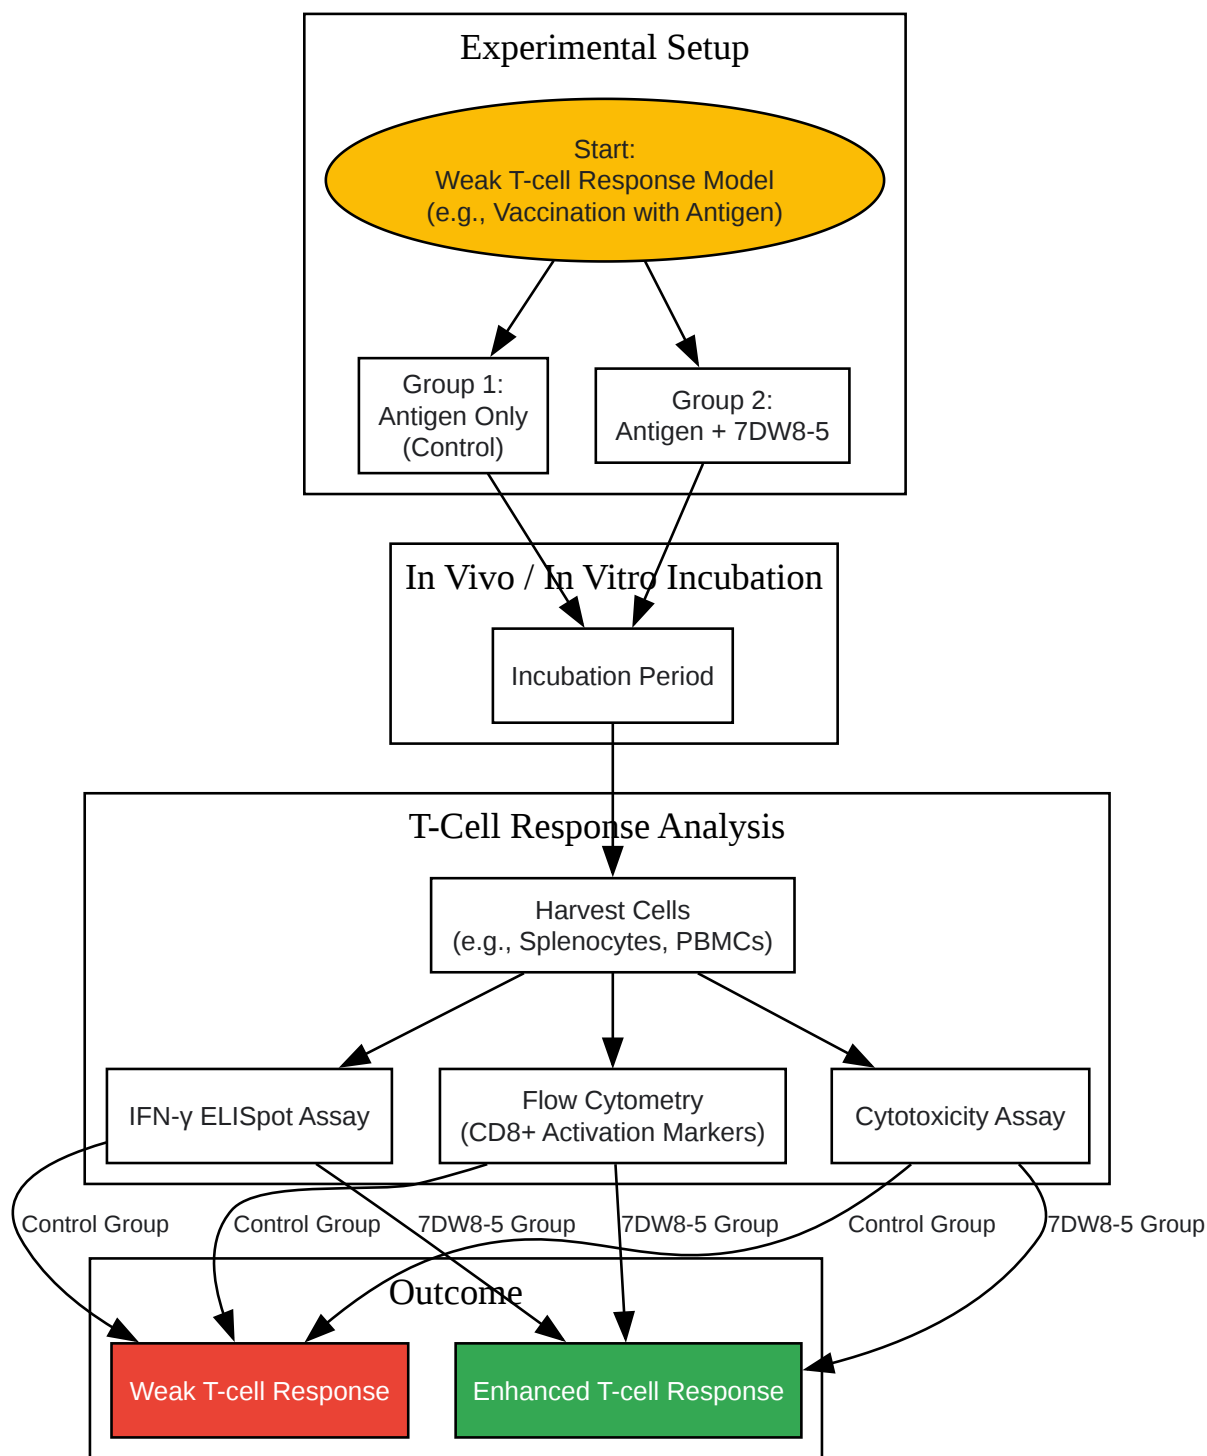 Experimental Setup
Start:
Weak T-cell Response Model
(e.g., Vaccination with Antigen)
Group 1:
Antigen Only
(Control)
Group 2:
Antigen + 7DW8-5
In Vivo / In Vitro Incubation
Incubation Period
T-Cell Response Analysis
Harvest Cells
(e.g., Splenocytes, PBMCs)
IFN-γ ELISpot Assay
Flow Cytometry
(CD8+ Activation Markers)
Cytotoxicity Assay
Control Group
Control Group
7DW8-5 Group
7DW8-5 Group
Control Group
7DW8-5 Group
Outcome
Weak T-cell Response
Enhanced T-cell Response